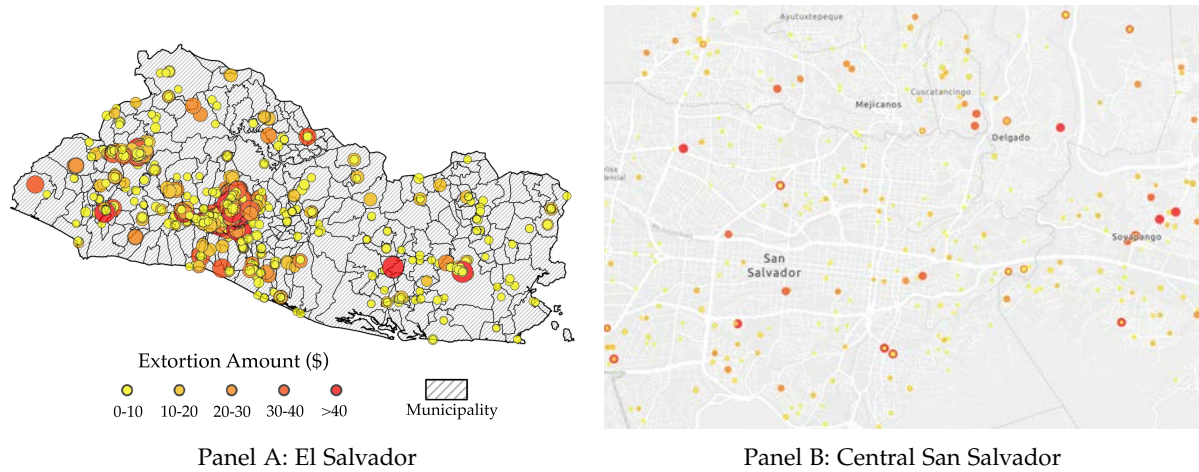 Extortion Amount ($)
0-10 10-20 20-30 30-40 >40
Municipality
Panel A: El Salvador
Ayutuxtepeque
Cuscatancingo
Mejicanos
Delgado
Soyapango
San
Salvador
Panel B: Central San Salvador